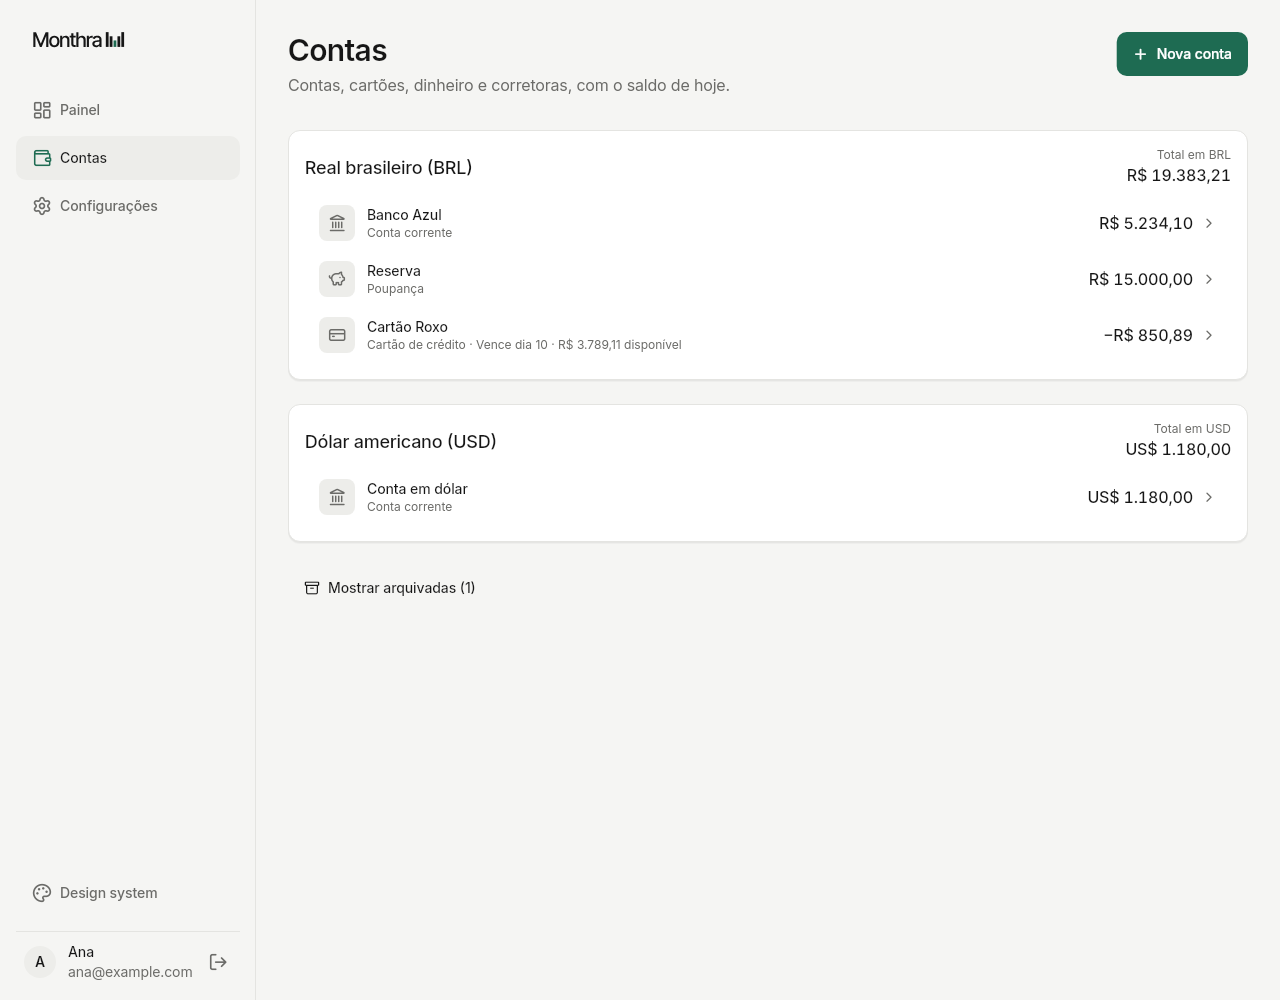 Monthra
Painel
Contas
Configurações
Design system
A
Ana
ana@example.com
Contas
Contas, cartões, dinheiro e corretoras, com o saldo de hoje.
Nova conta
Real brasileiro (BRL)
Total em BRL
R$ 19.383,21
Banco Azul
Conta corrente
R$ 5.234,10
Reserva
Poupança
R$ 15.000,00
Cartão Roxo
Cartão de crédito · Vence dia 10 · R$ 3.789,11 disponível
−R$ 850,89
Dólar americano (USD)
Total em USD
US$ 1.180,00
Conta em dólar
Conta corrente
US$ 1.180,00
Mostrar arquivadas (1)